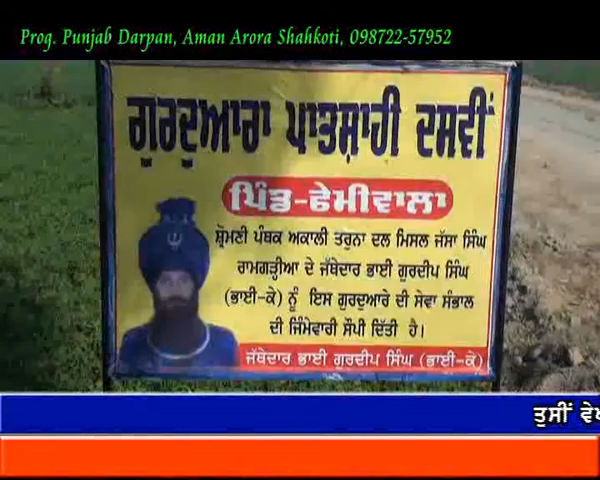 Prog. Punjab Darpan, Aman Arora Shahkoti, 098722-57952
ਗੁਰਦੁਆਰਾ ਪਾਤਸ਼ਾਹੀ ਦਸਵੀਂ
ਪਿੰਡ-ਫੇਮੀਵਾਲਾ
ਸ਼੍ਰੋਮਣੀ ਪੰਥਕ ਅਕਾਲੀ ਤਰੁਨਾ ਦਲ ਮਿਸਲ ਜੱਸਾ ਸਿੰਘ
ਰਾਮਗੜ੍ਹੀਆ ਦੇ ਜੱਥੇਦਾਰ ਭਾਈ ਗੁਰਦੀਪ ਸਿੰਘ
(ਭਾਈ-ਕੇ) ਨੂੰ ਇਸ ਗੁਰਦੁਆਰੇ ਦੀ ਸੇਵਾ ਸੰਭਾਲ
ਦੀ ਜਿੰਮੇਵਾਰੀ ਸੌਂਪੀ ਦਿੱਤੀ ਹੈ।
ਜੱਥੇਦਾਰ ਭਾਈ ਗੁਰਦੀਪ ਸਿੰਘ (ਭਾਈ-ਕੇ)
ਤੁਸੀਂ